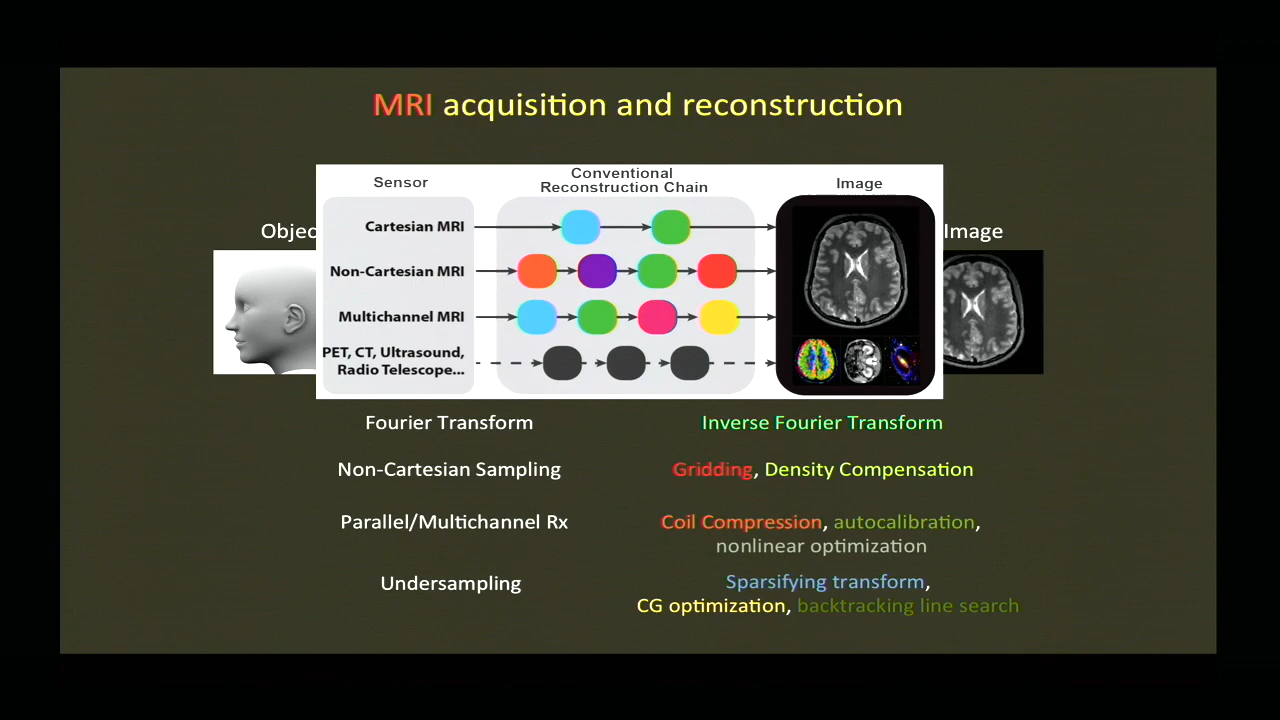 MRI acquisition and reconstruction
Sensor
Conventional
Reconstruction Chain
Image
Cartesian MRI
Non-Cartesian MRI
Multichannel MRI
PET, CT, Ultrasound,
Radio Telescope...
Objec
Image
Fourier Transform
Inverse Fourier Transform
Non-Cartesian Sampling
Gridding, Density Compensation
Parallel/Multichannel Rx
Coil Compression, autocalibration,
nonlinear optimization
Undersampling
Sparsifying transform,
CG optimization, backtracking line search